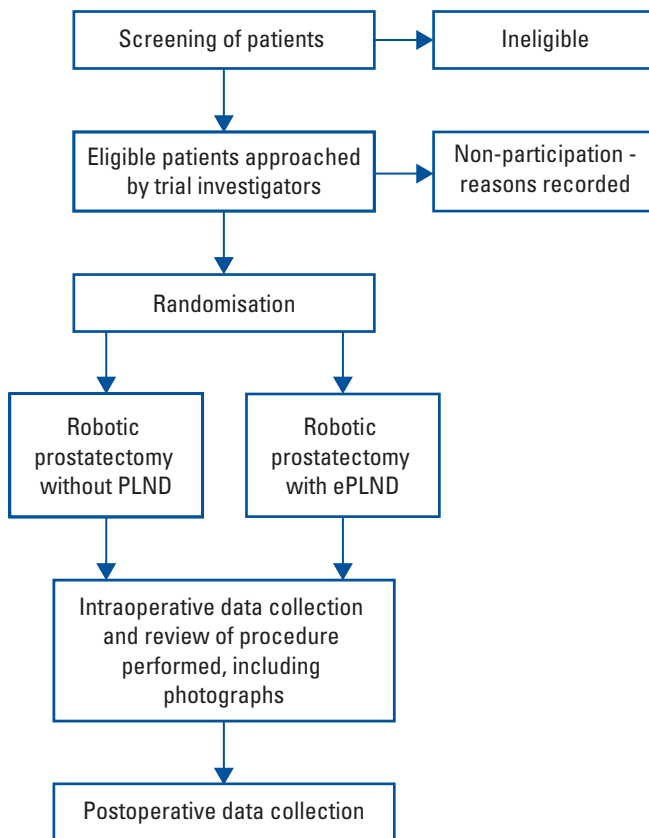 Screening of patients
Ineligible
Eligible patients approached
by trial investigators
Non-participation -
reasons recorded
Randomisation
Robotic
prostatectomy
without PLND
Robotic
prostatectomy
with ePLND
Intraoperative data collection
and review of procedure
performed, including
photographs
Postoperative data collection